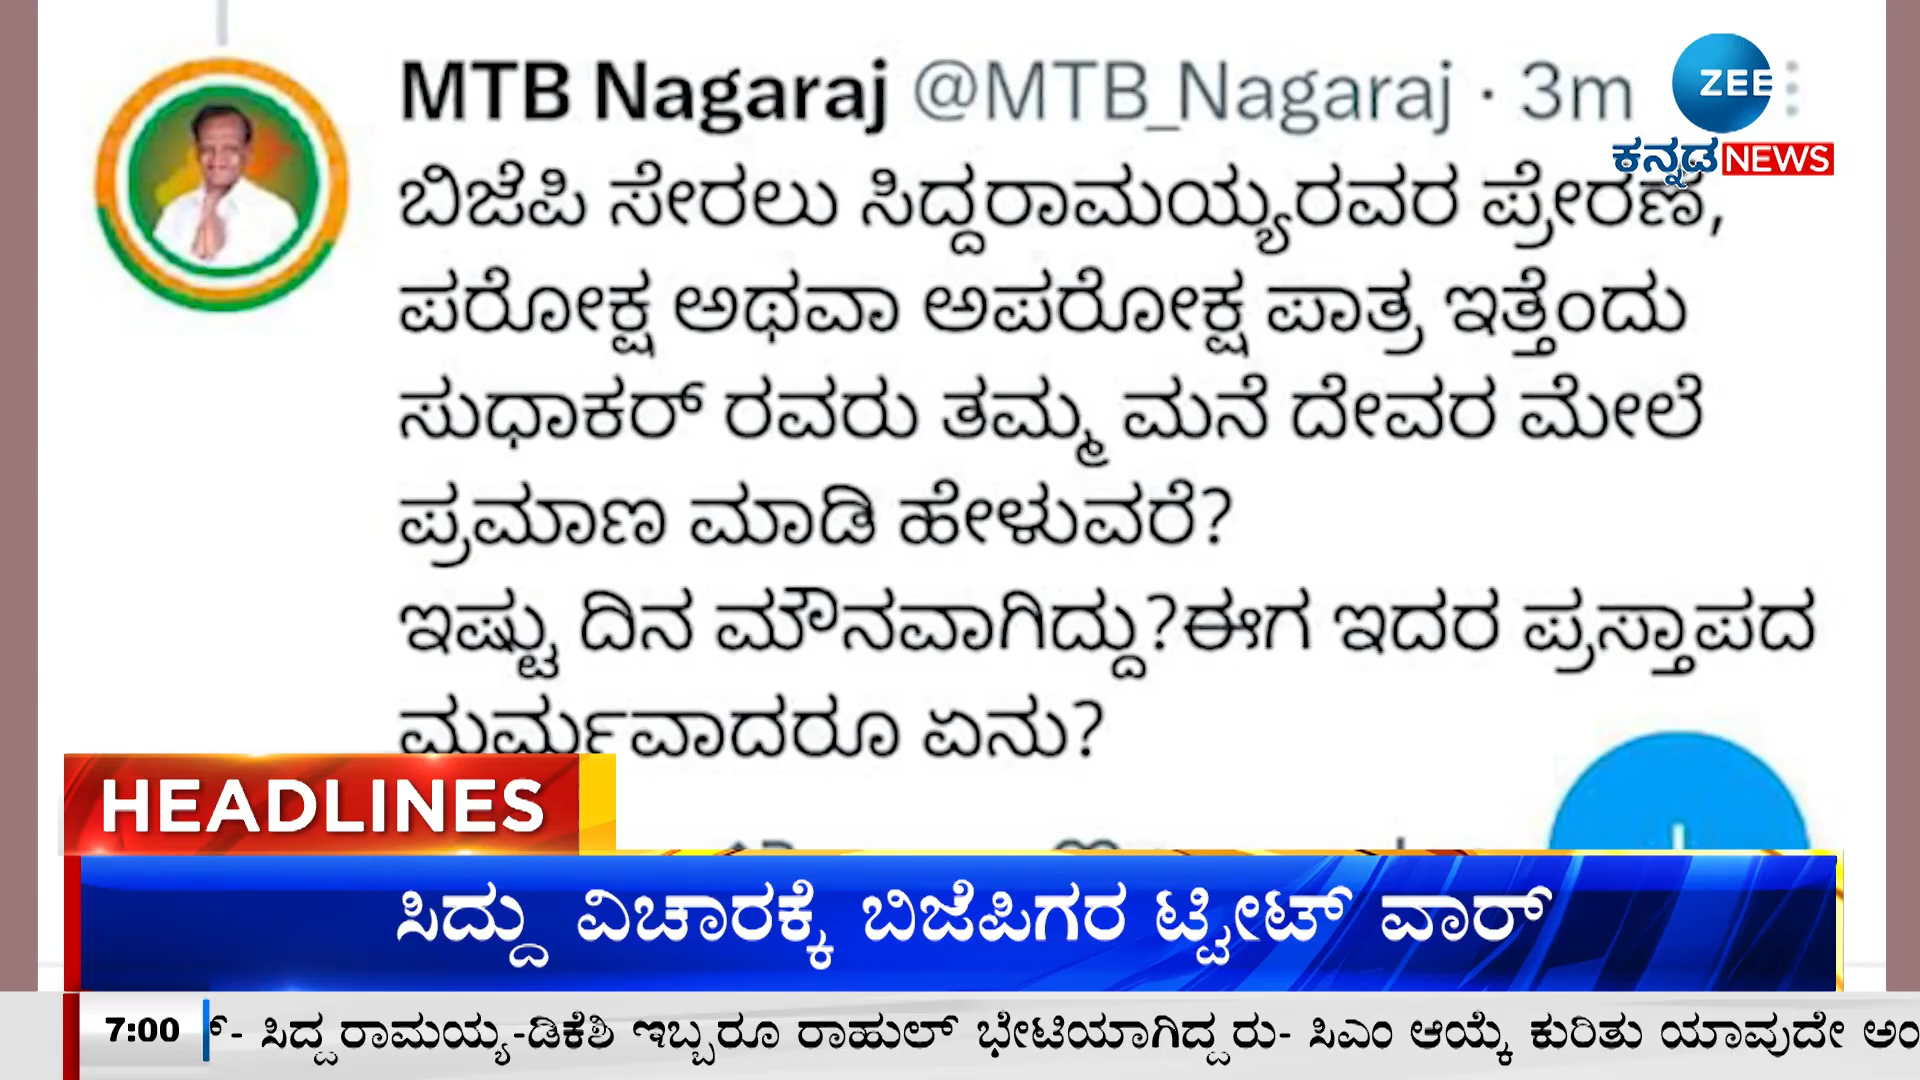 MTB Nagaraj @MTB_Nagaraj · 3m
ZEE
ಕನ್ನಡ NEWS
ಬಿಜೆಪಿ ಸೇರಲು ಸಿದ್ದರಾಮಯ್ಯರವರ ಪ್ರೇರಣೆ,
ಪರೋಕ್ಷ ಅಥವಾ ಅಪರೋಕ್ಷ ಪಾತ್ರ ಇತ್ತೆಂದು
ಸುಧಾಕರ್ ರವರು ತಮ್ಮ ಮನೆ ದೇವರ ಮೇಲೆ
ಪ್ರಮಾಣ ಮಾಡಿ ಹೇಳುವರೆ?
ಇಷ್ಟು ದಿನ ಮೌನವಾಗಿದ್ದು?ಈಗ ಇದರ ಪ್ರಸ್ತಾಪದ
ಮರ್ಮವಾದರೂ ಏನು?
HEADLINES
ಸಿದ್ದು ವಿಚಾರಕ್ಕೆ ಬಿಜೆಪಿಗರ ಟ್ವೀಟ್ ವಾರ್
7:00 - ಸಿದ್ದರಾಮಯ್ಯ-ಡಿಕೆಶಿ ಇಬ್ಬರೂ ರಾಹುಲ್ ಭೇಟಿಯಾಗಿದ್ದರು- ಸಿಎಂ ಆಯ್ಕೆ ಕುರಿತು ಯಾವುದೇ ಅಂ